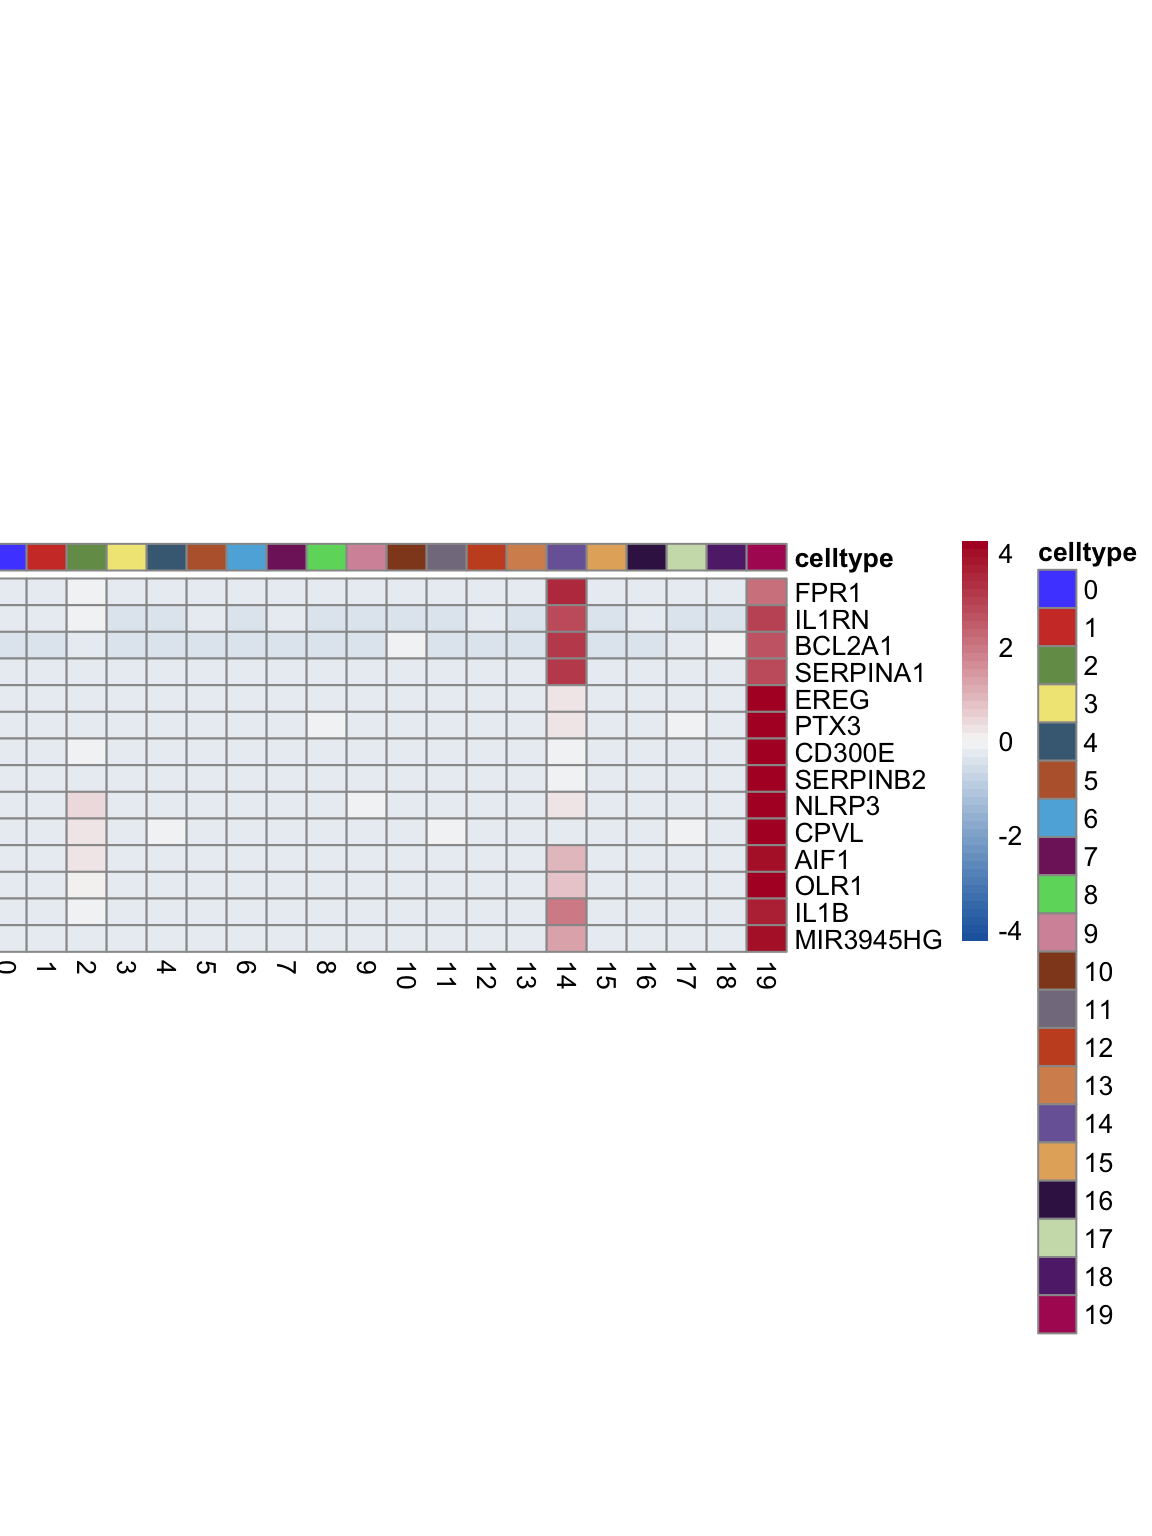 celltype
FPR1
IL1RN
BCL2A1
SERPINA1
EREG
PTX3
CD300E
SERPINB2
NLRP3
CPVL
AIF1
OLR1
IL1B
MIR3945HG
0 1 2 3 4 5 6 7 8 9 10 11 12 13 14 15 16 17 18 19
4
2
0
-2
-4
celltype
0
1
2
3
4
5
6
7
8
9
10
11
12
13
14
15
16
17
18
19